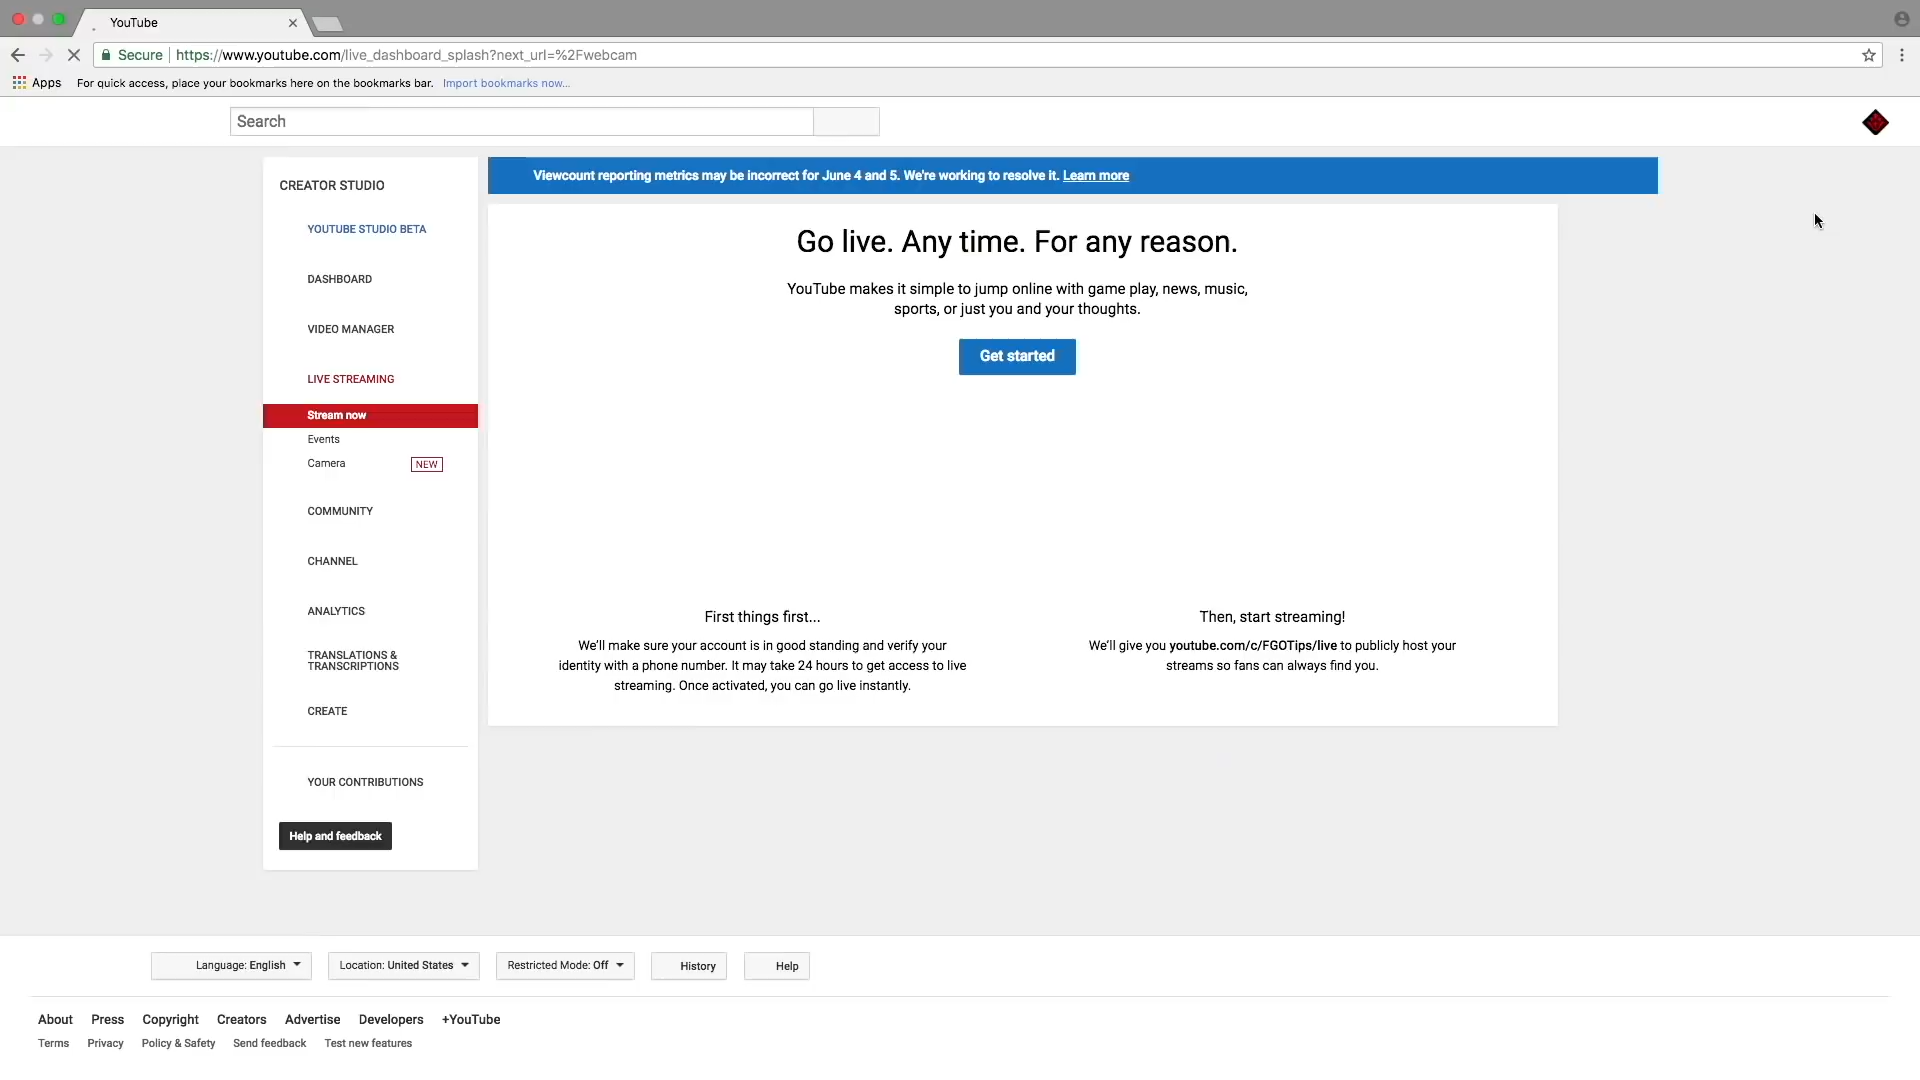 YouTube
Secure https://www.youtube.com/live_dashboard_splash?next_url=%2Fwebcam
Apps For quick access, place your bookmarks here on the bookmarks bar. Import bookmarks now...
Search
CREATOR STUDIO
YOUTUBE STUDIO BETA
DASHBOARD
VIDEO MANAGER
LIVE STREAMING
Stream now
Events
Camera NEW
COMMUNITY
CHANNEL
ANALYTICS
TRANSLATIONS &
TRANSCRIPTIONS
CREATE
YOUR CONTRIBUTIONS
Help and feedback
Viewcount reporting metrics may be incorrect for June 4 and 5. We're working to resolve it. Learn more
Go live. Any time. For any reason.
YouTube makes it simple to jump online with game play, news, music,
sports, or just you and your thoughts.
Get started
First things first...
We'll make sure your account is in good standing and verify your
identity with a phone number. It may take 24 hours to get access to live
streaming. Once activated, you can go live instantly.
Then, start streaming!
We'll give you youtube.com/c/FGOTips/live to publicly host your
streams so fans can always find you.
Language: English Location: United States Restricted Mode: Off History Help
About Press Copyright Creators Advertise Developers +YouTube
Terms Privacy Policy & Safety Send feedback Test new features